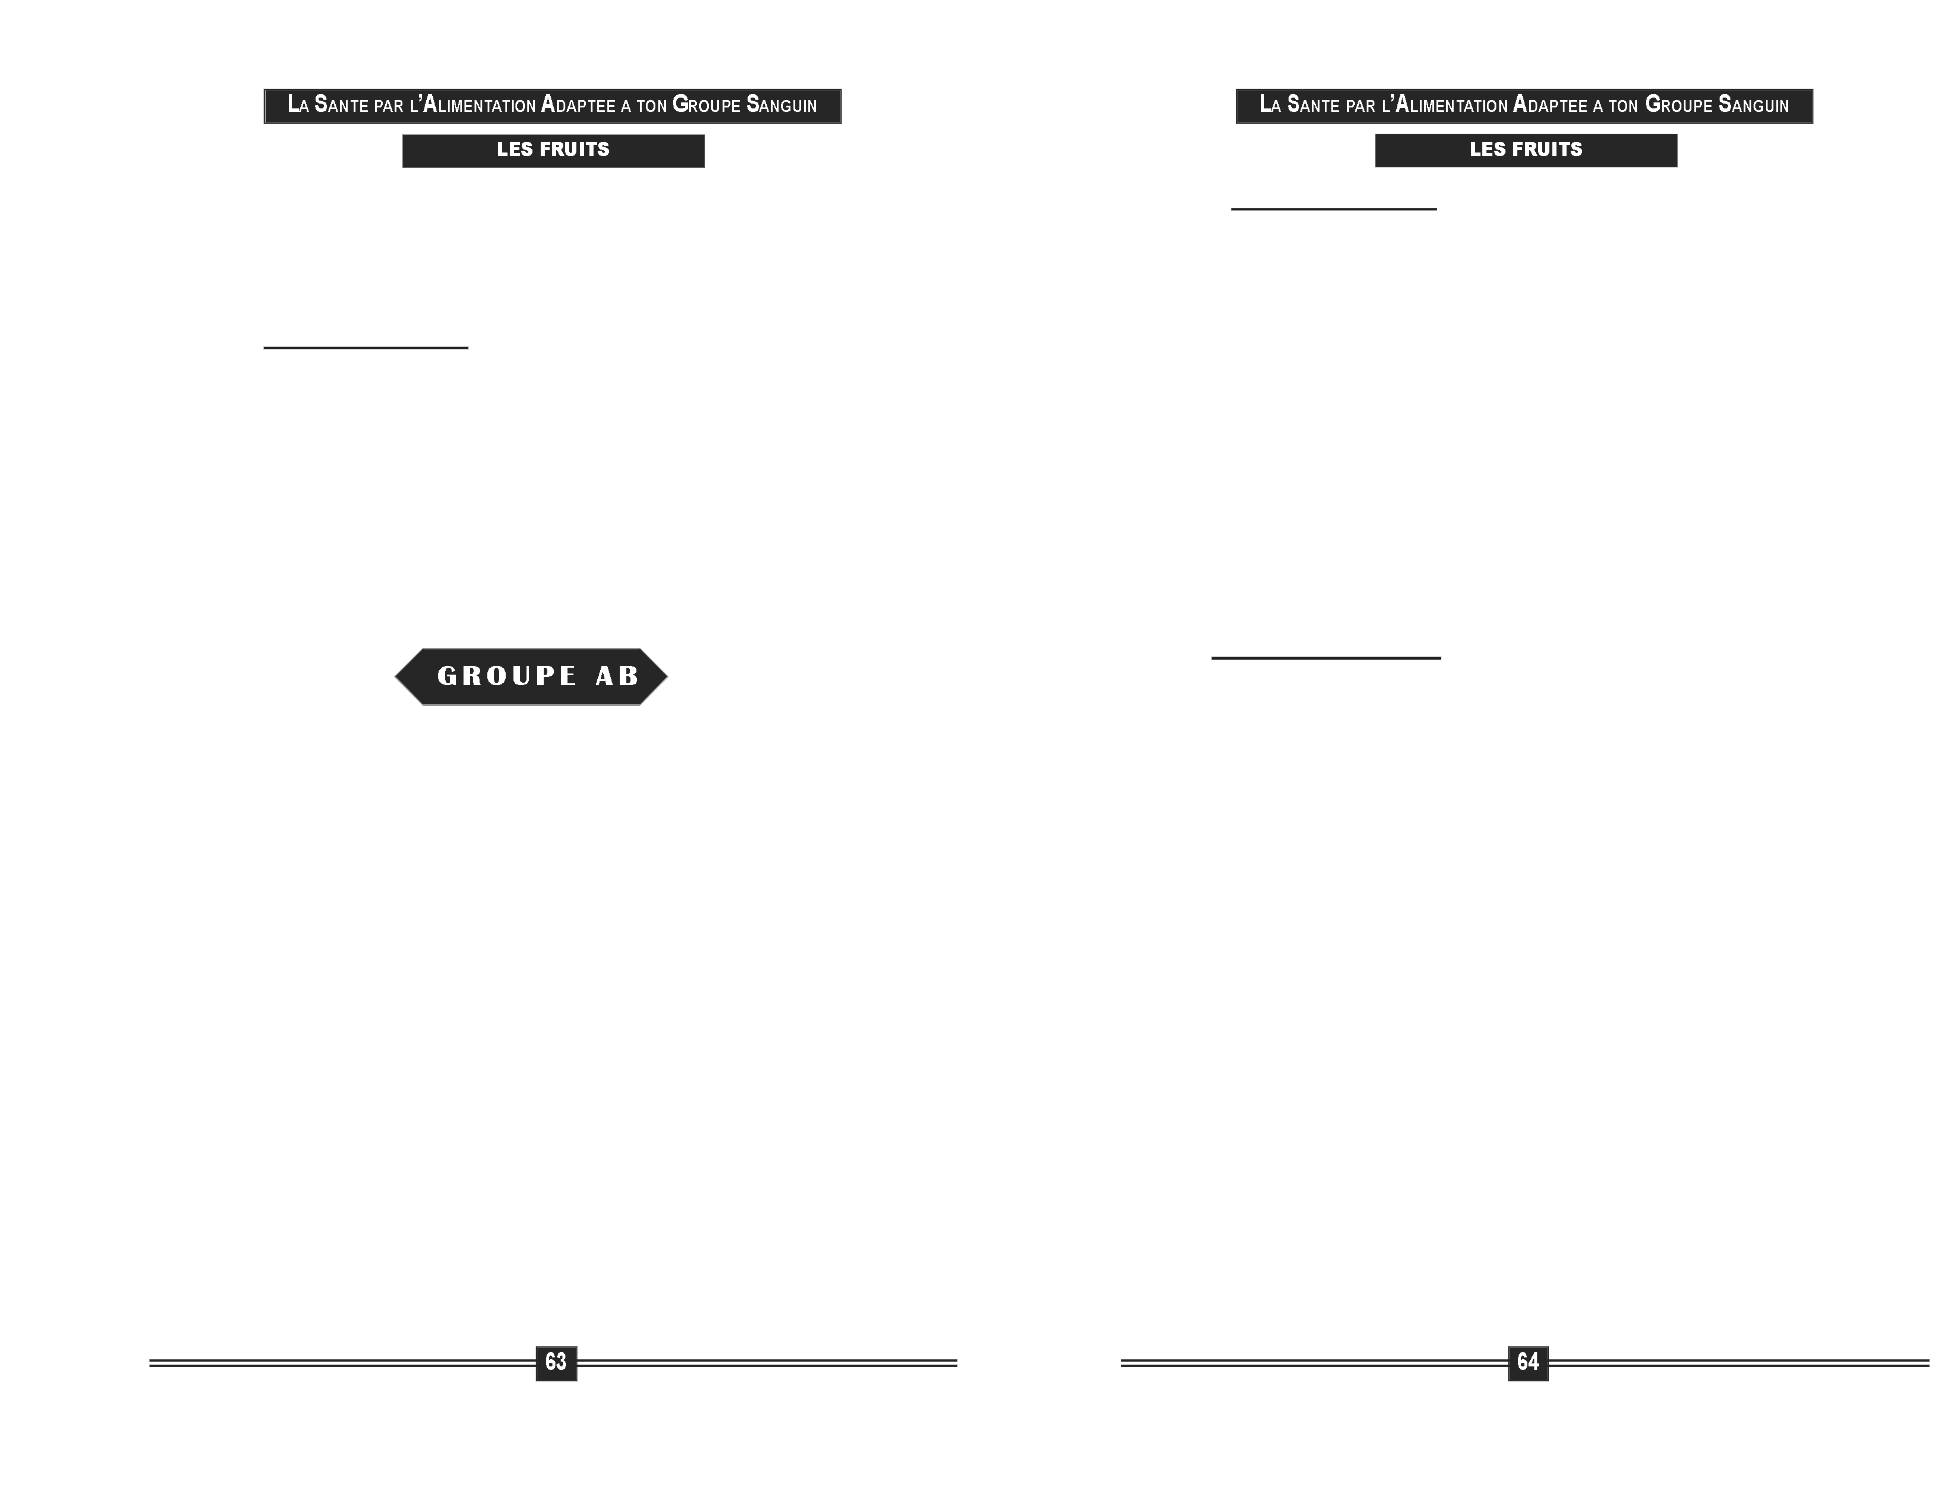 LA SANTE PAR L'ALIMENTATION ADAPTEE A TON GROUPE SANGUIN
LES FRUITS
GROUPE AB
63
LA SANTE PAR L'ALIMENTATION ADAPTEE A TON GROUPE SANGUIN
LES FRUITS
64